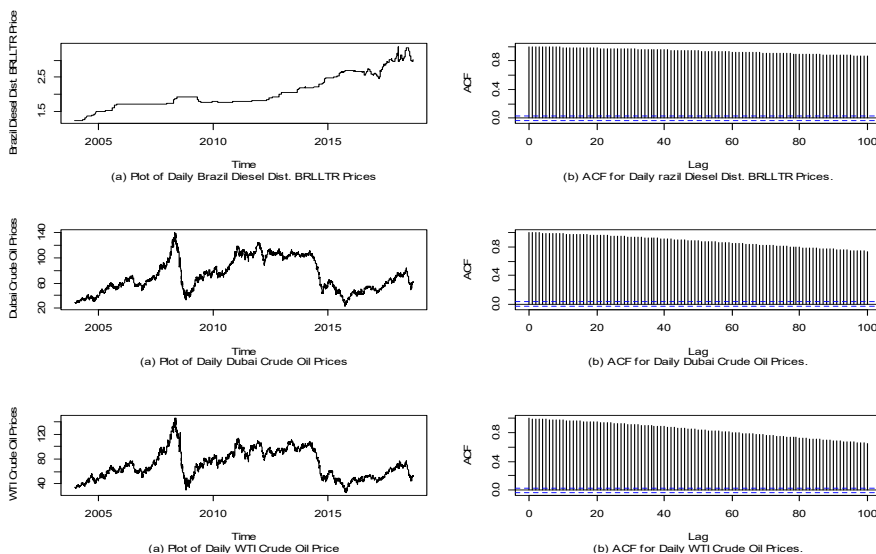 Brazil Diesel Dist. BRLLTR Price
2.5
1.5
2005 2010 2015
Time
(a) Plot of Daily Brazil Diesel Dist. BRLLTR Prices
ACF
0.8
0.4
0.0
0 20 40 60 80 100
Lag
(b) ACF for Daily razil Diesel Dist. BRLLTR Prices.
Dubai Crude Oil Prices
140
100
60
20
2005 2010 2015
Time
(a) Plot of Daily Dubai Crude Oil Prices
ACF
0.8
0.4
0.0
0 20 40 60 80 100
Lag
(b) ACF for Daily Dubai Crude Oil Prices.
WTI Crude Oil Prices
120
80
40
2005 2010 2015
Time
(a) Plot of Daily WTI Crude Oil Price
ACF
0.8
0.4
0.0
0 20 40 60 80 100
Lag
(b) ACF for Daily WTI Crude Oil Prices.